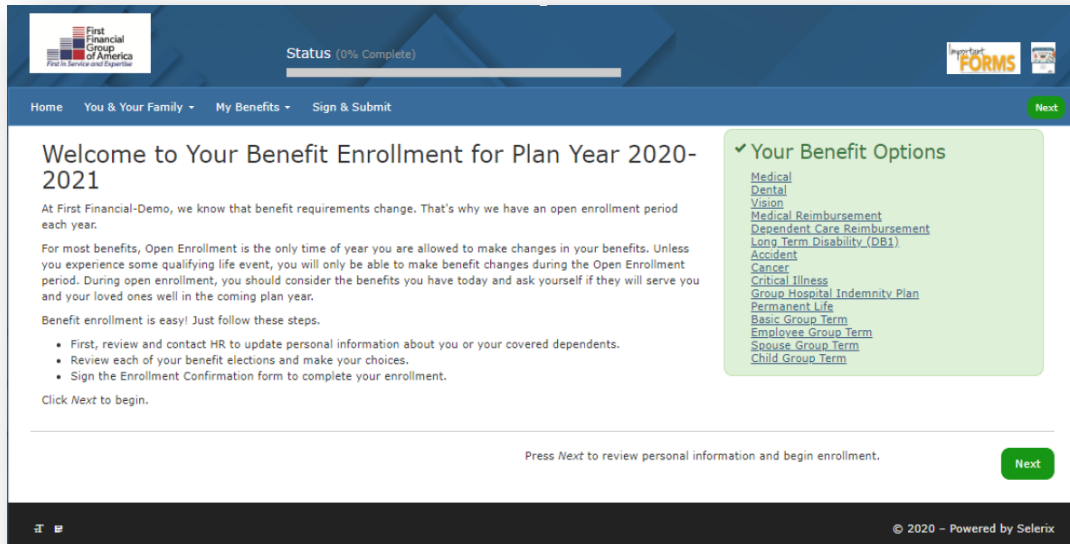 First
Financial
Group
of America
First in Service and Expertise
Status (0% Complete)
Important
FORMS
Home You & Your Family My Benefits Sign & Submit Next
Welcome to Your Benefit Enrollment for Plan Year 2020-
2021
At First Financial-Demo, we know that benefit requirements change. That's why we have an open enrollment period
each year.
For most benefits, Open Enrollment is the only time of year you are allowed to make changes in your benefits. Unless
you experience some qualifying life event, you will only be able to make benefit changes during the Open Enrollment
period. During open enrollment, you should consider the benefits you have today and ask yourself if they will serve you
and your loved ones well in the coming plan year.
Benefit enrollment is easy! Just follow these steps.
• First, review and contact HR to update personal information about you or your covered dependents.
• Review each of your benefit elections and make your choices.
• Sign the Enrollment Confirmation form to complete your enrollment.
Click Next to begin.
Your Benefit Options
Medical
Dental
Vision
Medical Reimbursement
Dependent Care Reimbursement
Long Term Disability (DB1)
Accident
Cancer
Critical Illness
Group Hospital Indemnity Plan
Permanent Life
Basic Group Term
Employee Group Term
Spouse Group Term
Child Group Term
Press Next to review personal information and begin enrollment.
Next
© 2020 – Powered by Selerix